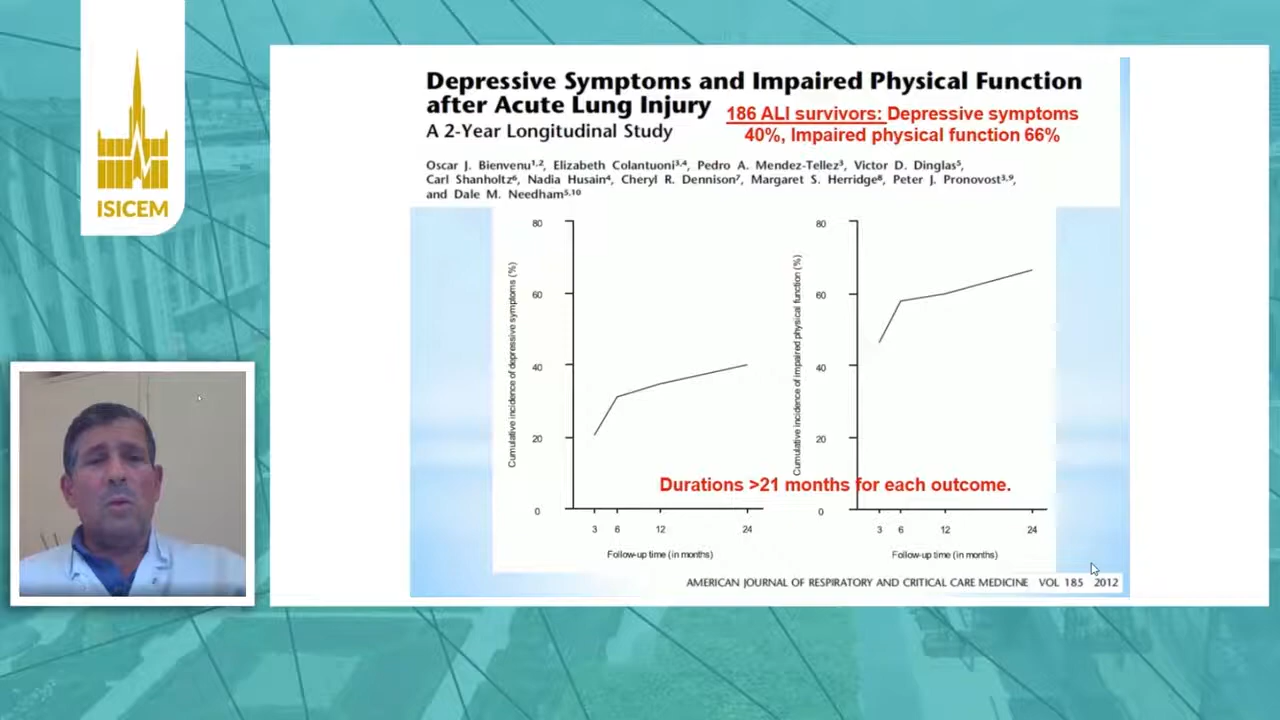 ISICEM
Depressive Symptoms and Impaired Physical Function
after Acute Lung Injury
A 2-Year Longitudinal Study
186 ALI survivors: Depressive symptoms
40%, Impaired physical function 66%
Oscar J. Bienvenu1,2, Elizabeth Colantuoni3,4, Pedro A. Mendez-Tellez3, Victor D. Dinglas5,
Carl Shanholtz6, Nadia Husain4, Cheryl R. Dennison7, Margaret S. Herridge8, Peter J. Pronovost3,9,
and Dale M. Needham5,10
Cumulative incidence of depressive symptoms (%)
80
60
40
20
0
3 6 12 24
Follow-up time (in months)
Cumulative incidence of impaired physical function (%)
80
60
40
20
0
3 6 12 24
Follow-up time (in months)
Durations >21 months for each outcome.
AMERICAN JOURNAL OF RESPIRATORY AND CRITICAL CARE MEDICINE VOL 185 2012